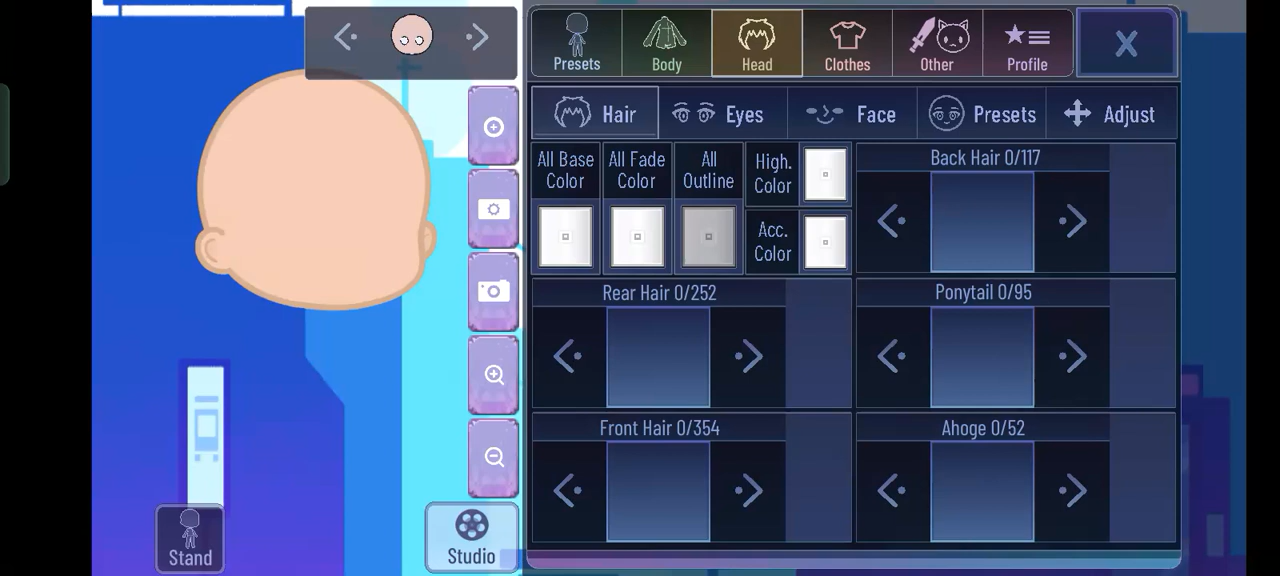 Presets
Body
Head
Clothes
Other
Profile
Hair
Eyes
Face
Presets
Adjust
All Base
Color
All Fade
Color
All
Outline
High.
Color
Acc.
Color
Back Hair 0/117
Rear Hair 0/252
Ponytail 0/95
Front Hair 0/354
Ahoge 0/52
Stand
Studio